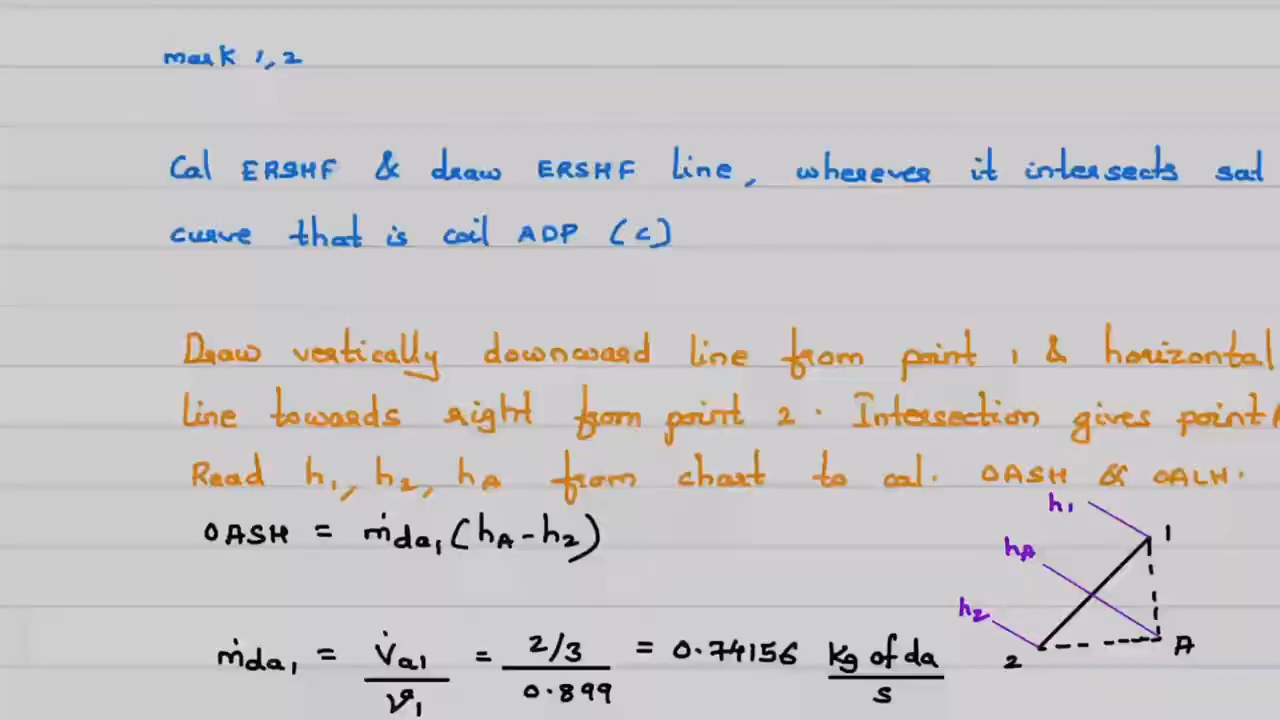 mark 1,2
Cal ERSHF & draw ERSHF line, wherever it intersects sat
curve that is coil ADP (c)
Draw vertically downward line from point 1 & horizontal
line towards right from point 2. Intersection gives point A
Read h₁, h₂, hA from chart to cal. OASH & OALH.
OASH = ṁda₁ (hA - h₂)
h₁
1
hA
h₂
2
A
ṁda₁ = V̇a₁ / v₁ = 2/3 / 0.899 = 0.74156 kg of da / s